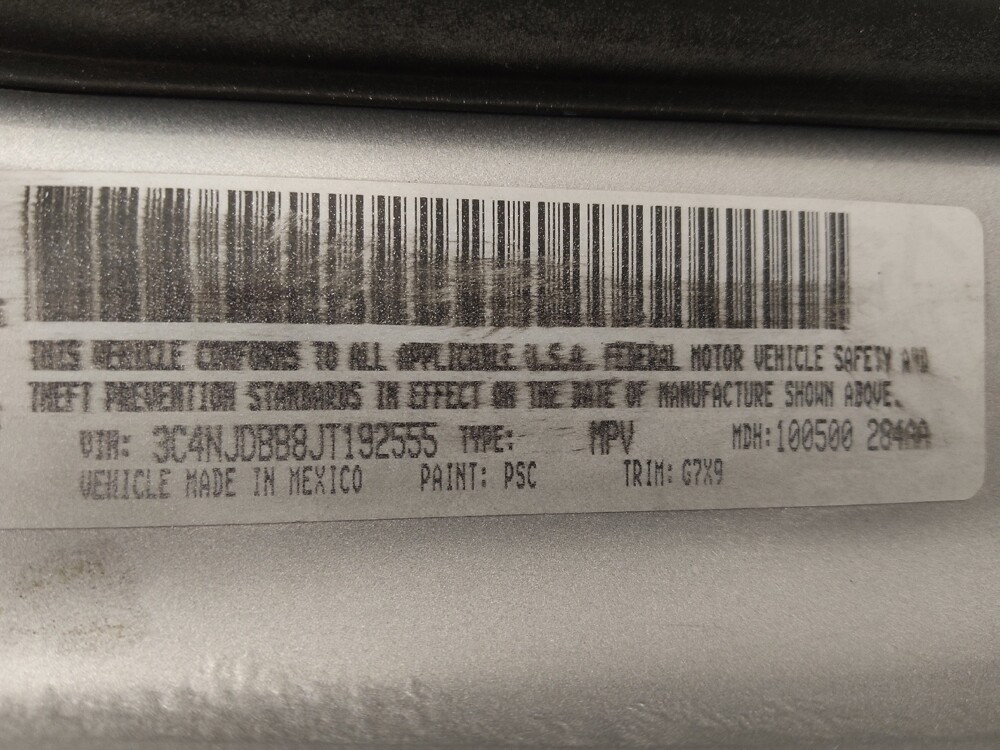 THIS VEHICLE CONFORMS TO ALL APPLICABLE U.S.A. FEDERAL MOTOR VEHICLE SAFETY AND
THEFT PREVENTION STANDARDS IN EFFECT ON THE DATE OF MANUFACTURE SHOWN ABOVE.
VIN: 3C4NJDBB8JT192555 TYPE: MPV MDH: 100500 284AA
VEHICLE MADE IN MEXICO PAINT: PSC TRIM: G7X9